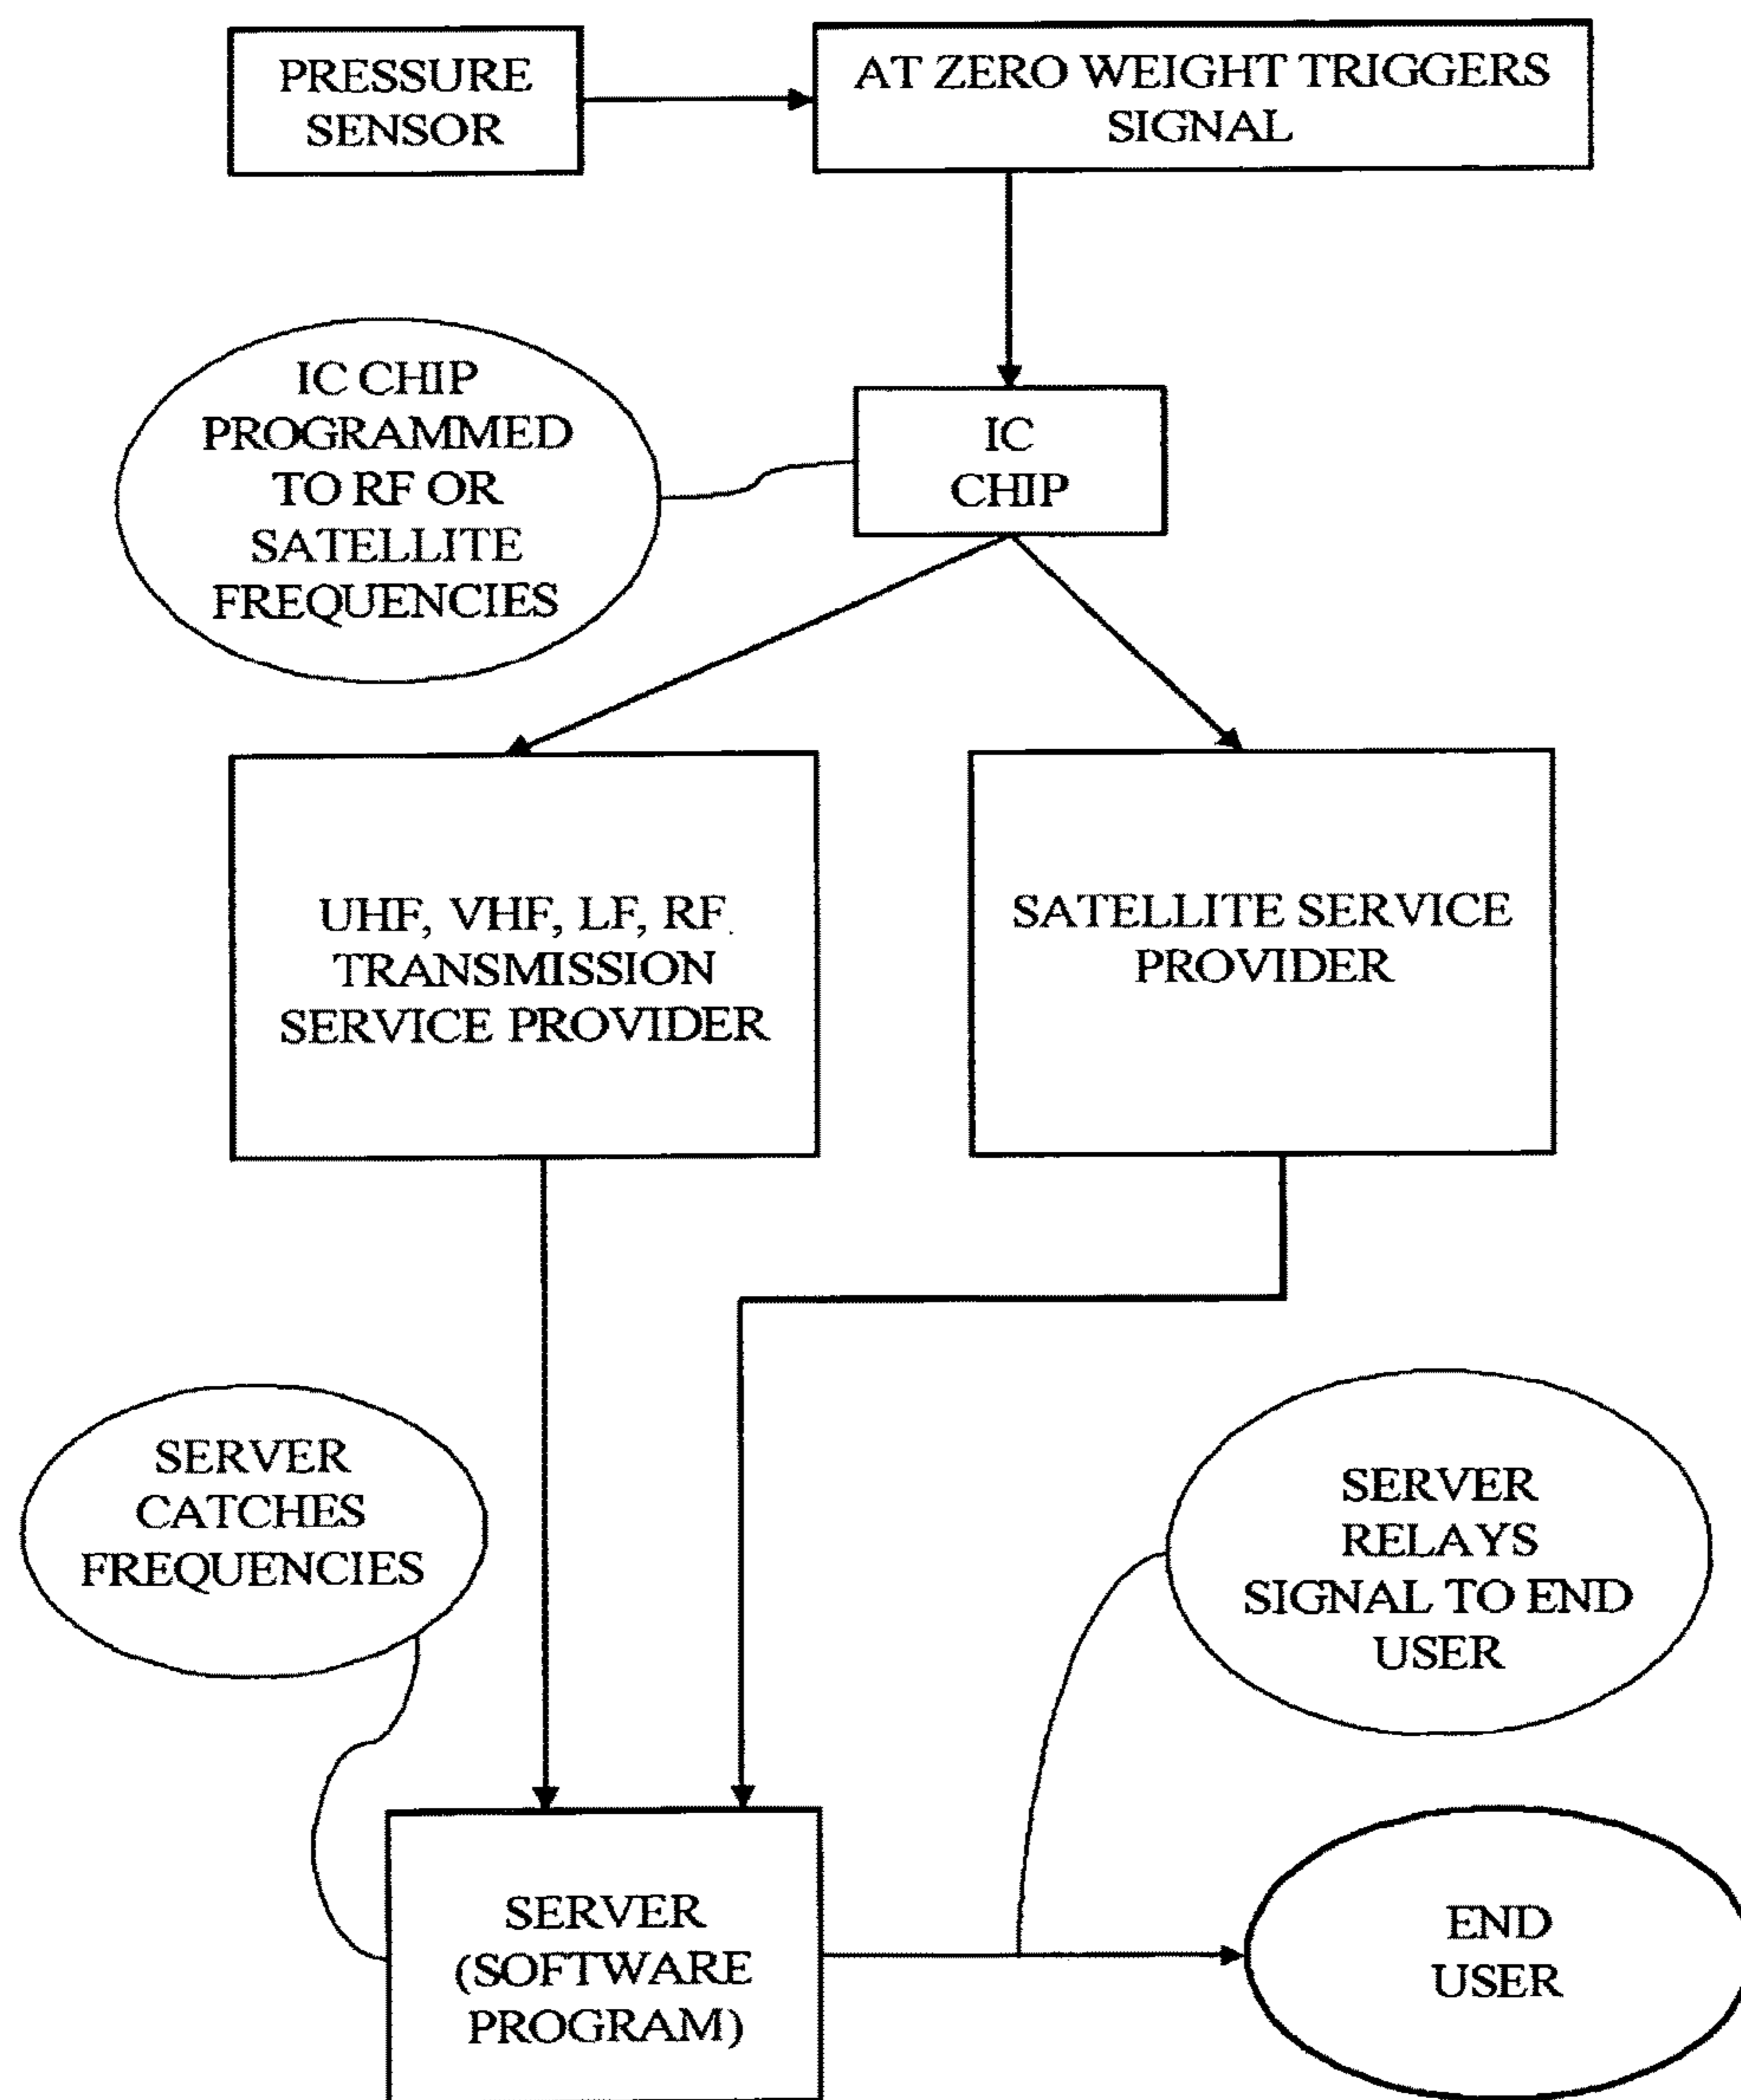 PRESSURE
SENSOR
AT ZERO WEIGHT TRIGGERS
SIGNAL
IC CHIP
PROGRAMMED
TO RF OR
SATELLITE
FREQUENCIES
IC
CHIP
UHF, VHF, LF, RF
TRANSMISSION
SERVICE PROVIDER
SATELLITE SERVICE
PROVIDER
SERVER
CATCHES
FREQUENCIES
SERVER
RELAYS
SIGNAL TO END
USER
SERVER
(SOFTWARE
PROGRAM)
END
USER